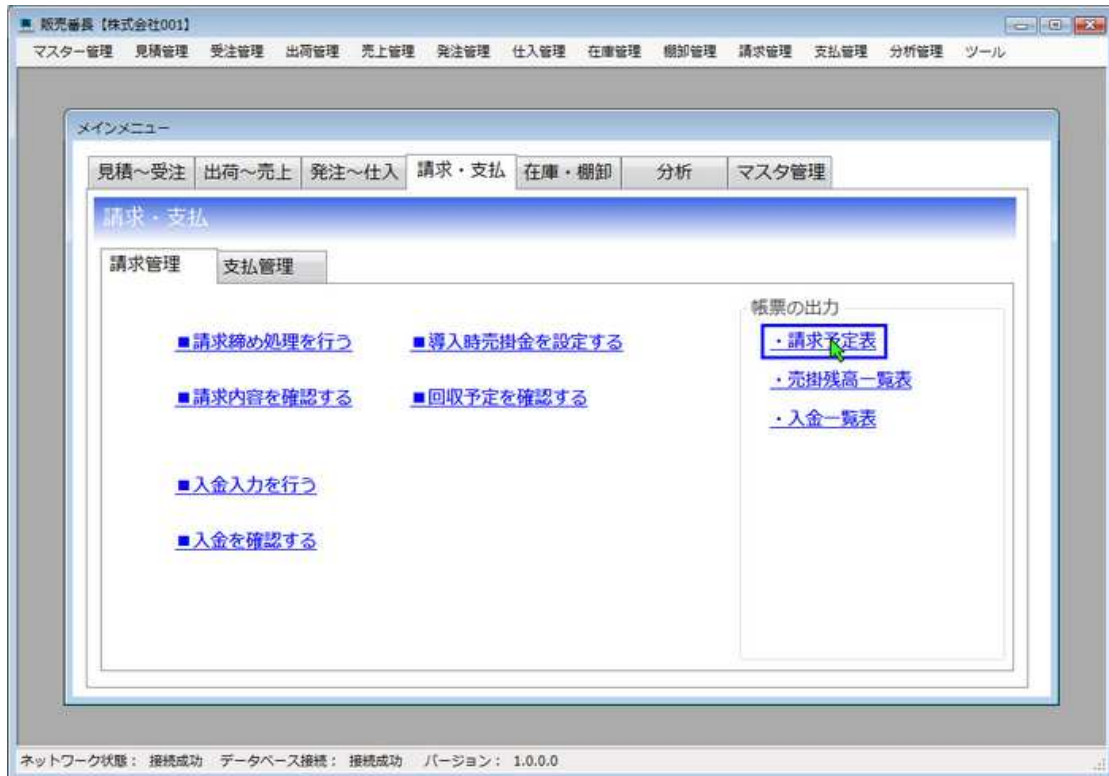 販売番長【株式会社001】
マスター管理 見積管理 受注管理 出荷管理 売上管理 発注管理 仕入管理 在庫管理 棚卸管理 請求管理 支払管理 分析管理 ツール
メインメニュー
見積～受注 出荷～売上 発注～仕入 請求・支払 在庫・棚卸 分析 マスタ管理
請求・支払
請求管理 支払管理
帳票の出力
■請求締め処理を行う ■導入時売掛金を設定する ・請求予定表
・売掛残高一覧表
■請求内容を確認する ■回収予定を確認する
・入金一覧表
■入金入力を行う
■入金を確認する
ネットワーク状態： 接続成功 データベース接続： 接続成功 バージョン： 1.0.0.0